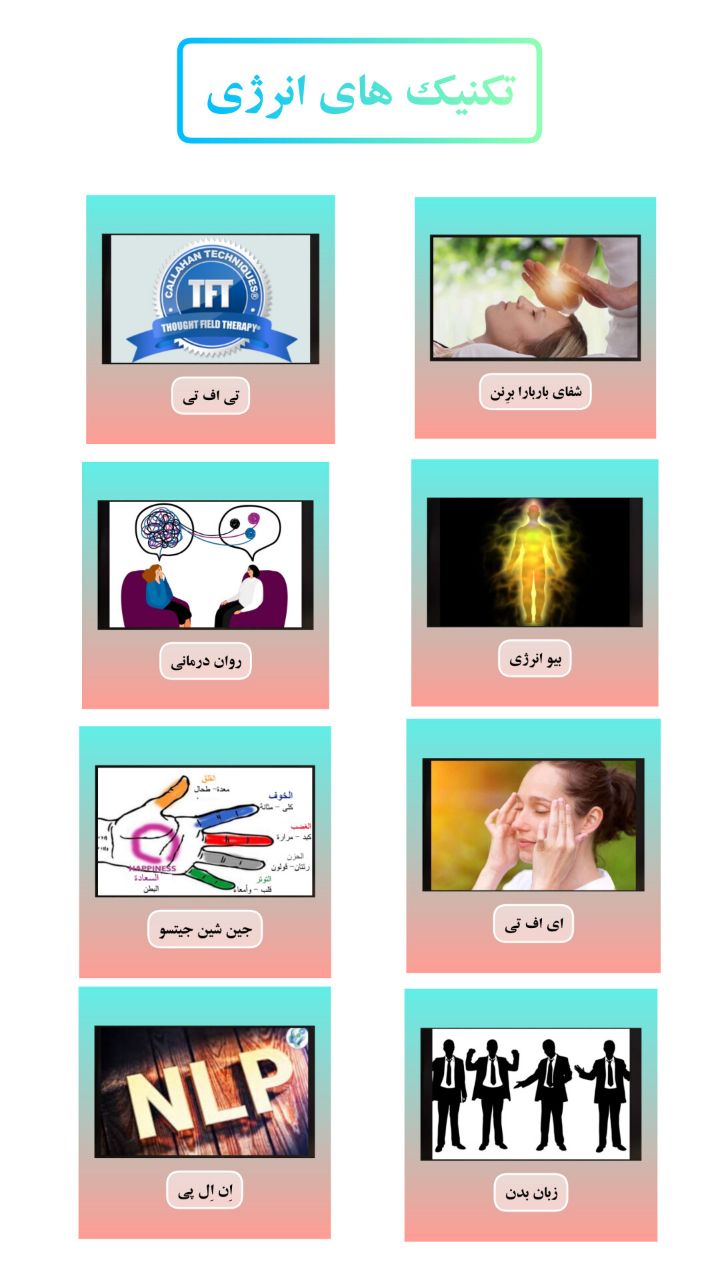 تکنیک های انرژی
شفای باربارا برِنن
CALLAHAN TECHNIQUES®
TFT
THOUGHT FIELD THERAPY®
تی اف تی
بیو انرژی
روان درمانی
ای اف تی
القلق
معدة- طحال
الخوف
كلى - مثانة
الغضب
كبد - مرارة
الحزن
رئتان- قولون
التوتر
قلب - وأمعاء
HAPPINESS
السعادة
البطن
جین شین جیتسو
زبان بدن
NLP
اِن اِل پی